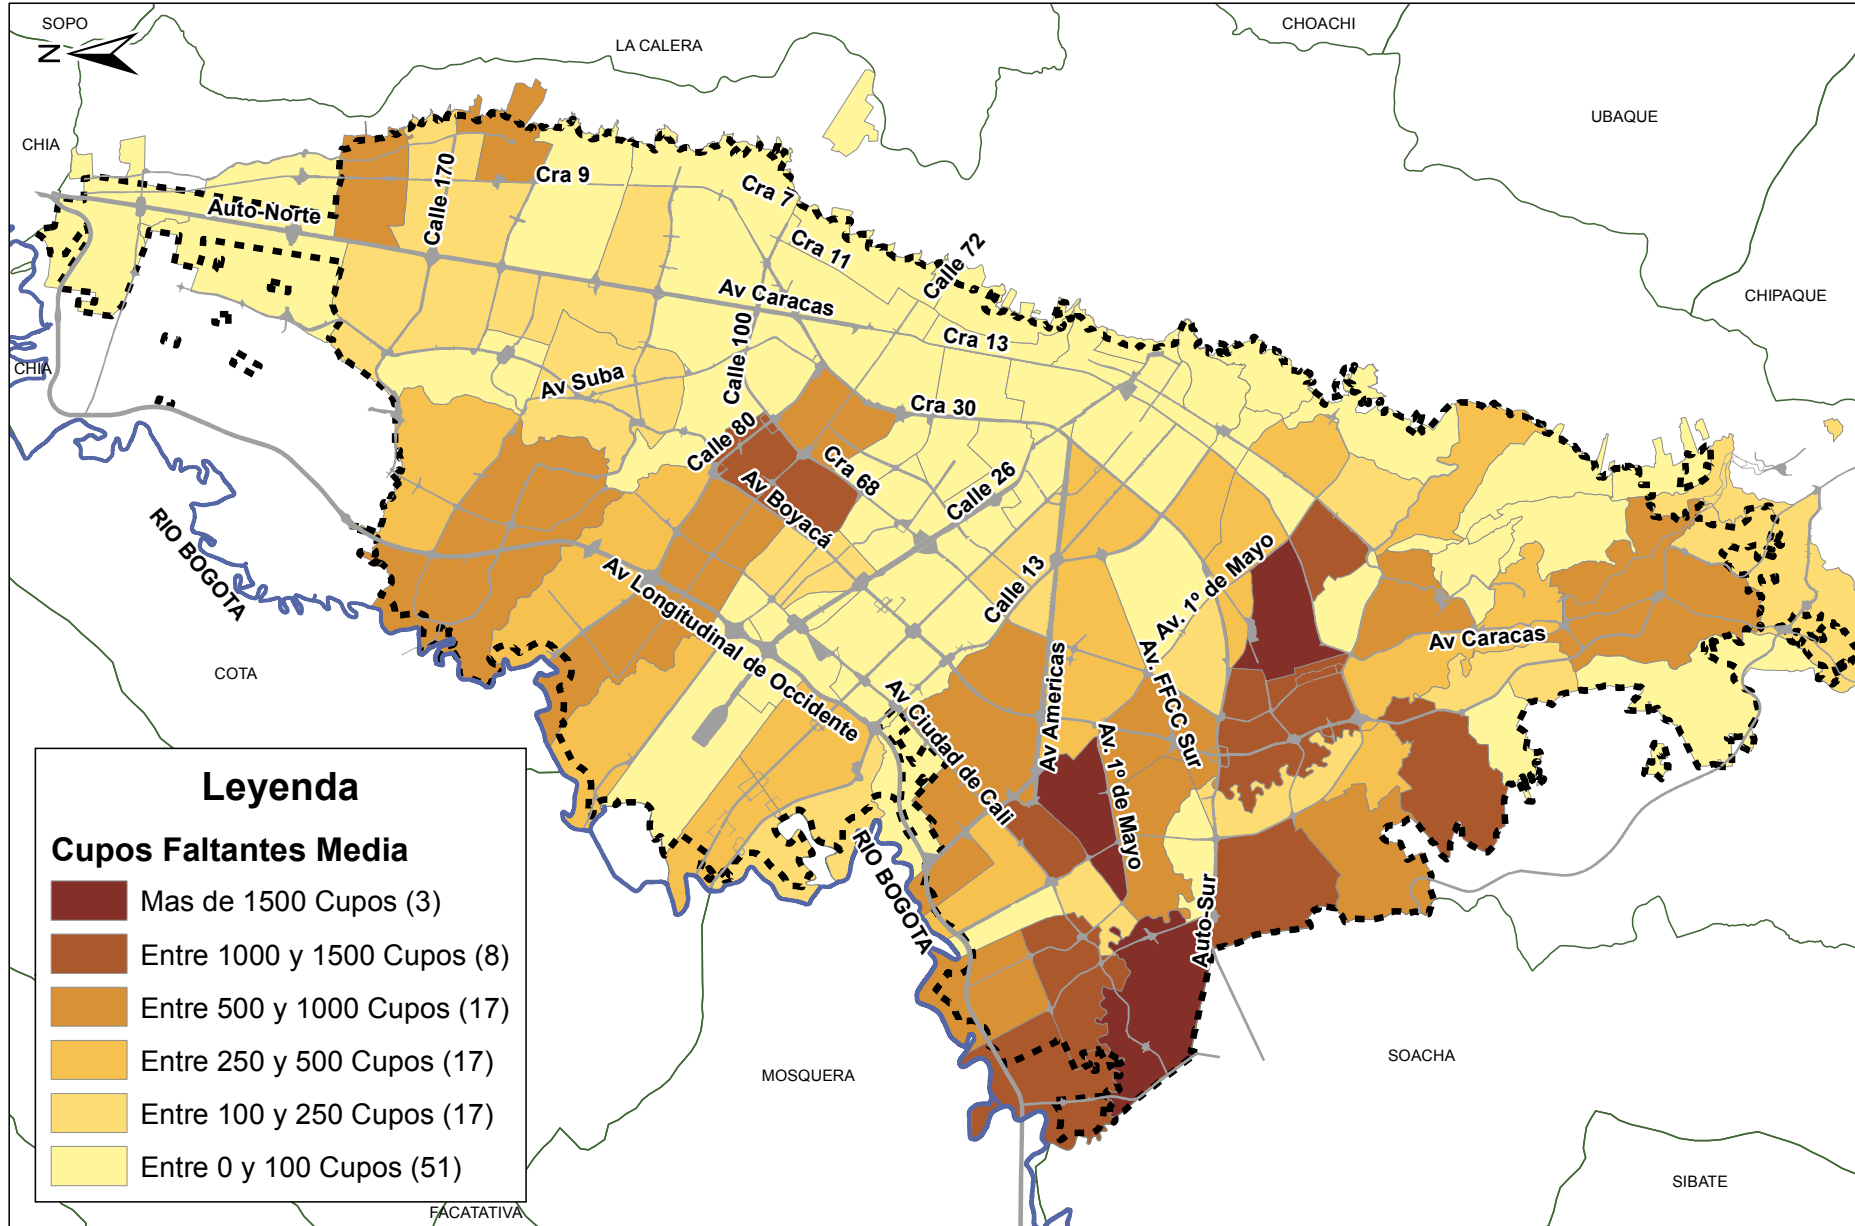 SOPO
N
CHOACHI
LA CALERA
UBAQUE
CHIA
Calle 170
Cra 9
Cra 7
Auto-Norte
Cra 11
Calle 72
CHIPAQUE
Av Caracas
Cra 13
CHIA
Calle 100
Av Suba
Cra 30
Calle 80
Cra 68
Calle 26
Av Boyacá
RIO BOGOTA
Av Longitudinal de Occidente
Calle 13
Av. 1º de Mayo
Av Caracas
COTA
Av Americas
Av. FFCC Sur
Av Ciudad de Cali
Av. 1º de Mayo
RIO BOGOTA
Auto-Sur
Leyenda
Cupos Faltantes Media
Mas de 1500 Cupos (3)
Entre 1000 y 1500 Cupos (8)
Entre 500 y 1000 Cupos (17)
Entre 250 y 500 Cupos (17)
Entre 100 y 250 Cupos (17)
Entre 0 y 100 Cupos (51)
MOSQUERA
SOACHA
SIBATE
FACATATIVA